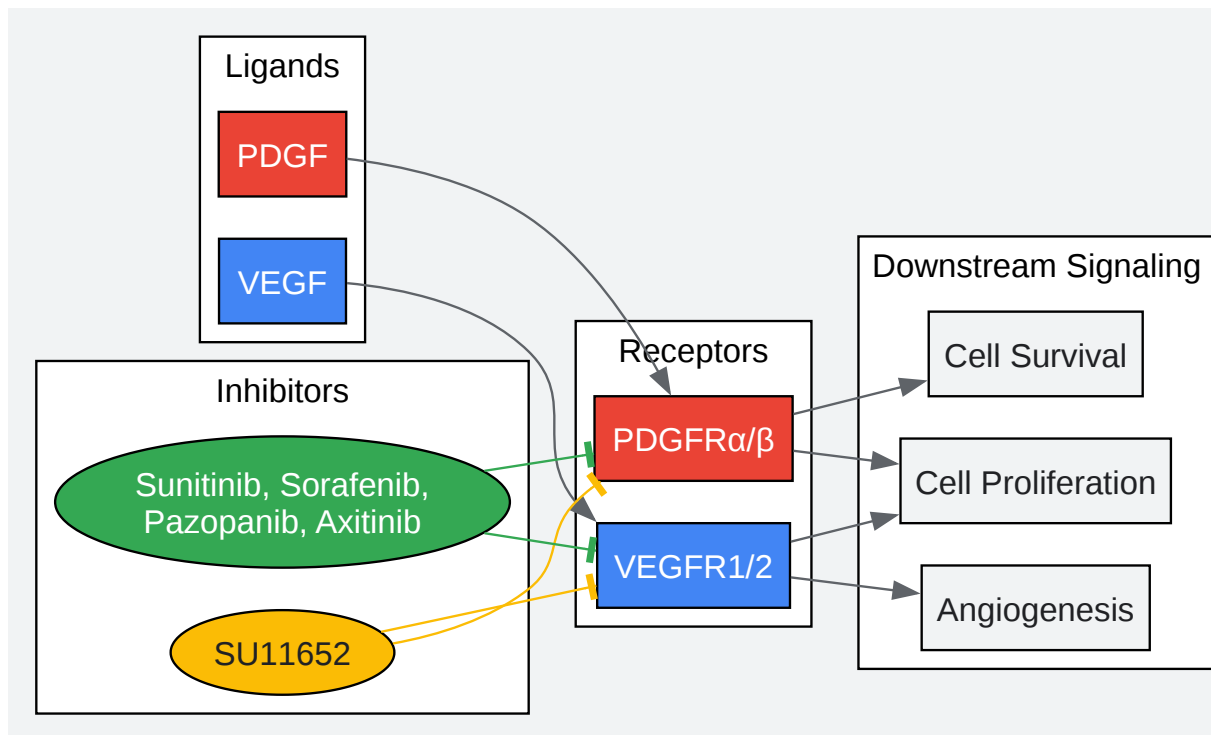 Ligands
PDGF
VEGF
Inhibitors
Sunitinib, Sorafenib,
Pazopanib, Axitinib
SU11652
Receptors
PDGFRα/β
VEGFR1/2
Downstream Signaling
Cell Survival
Cell Proliferation
Angiogenesis